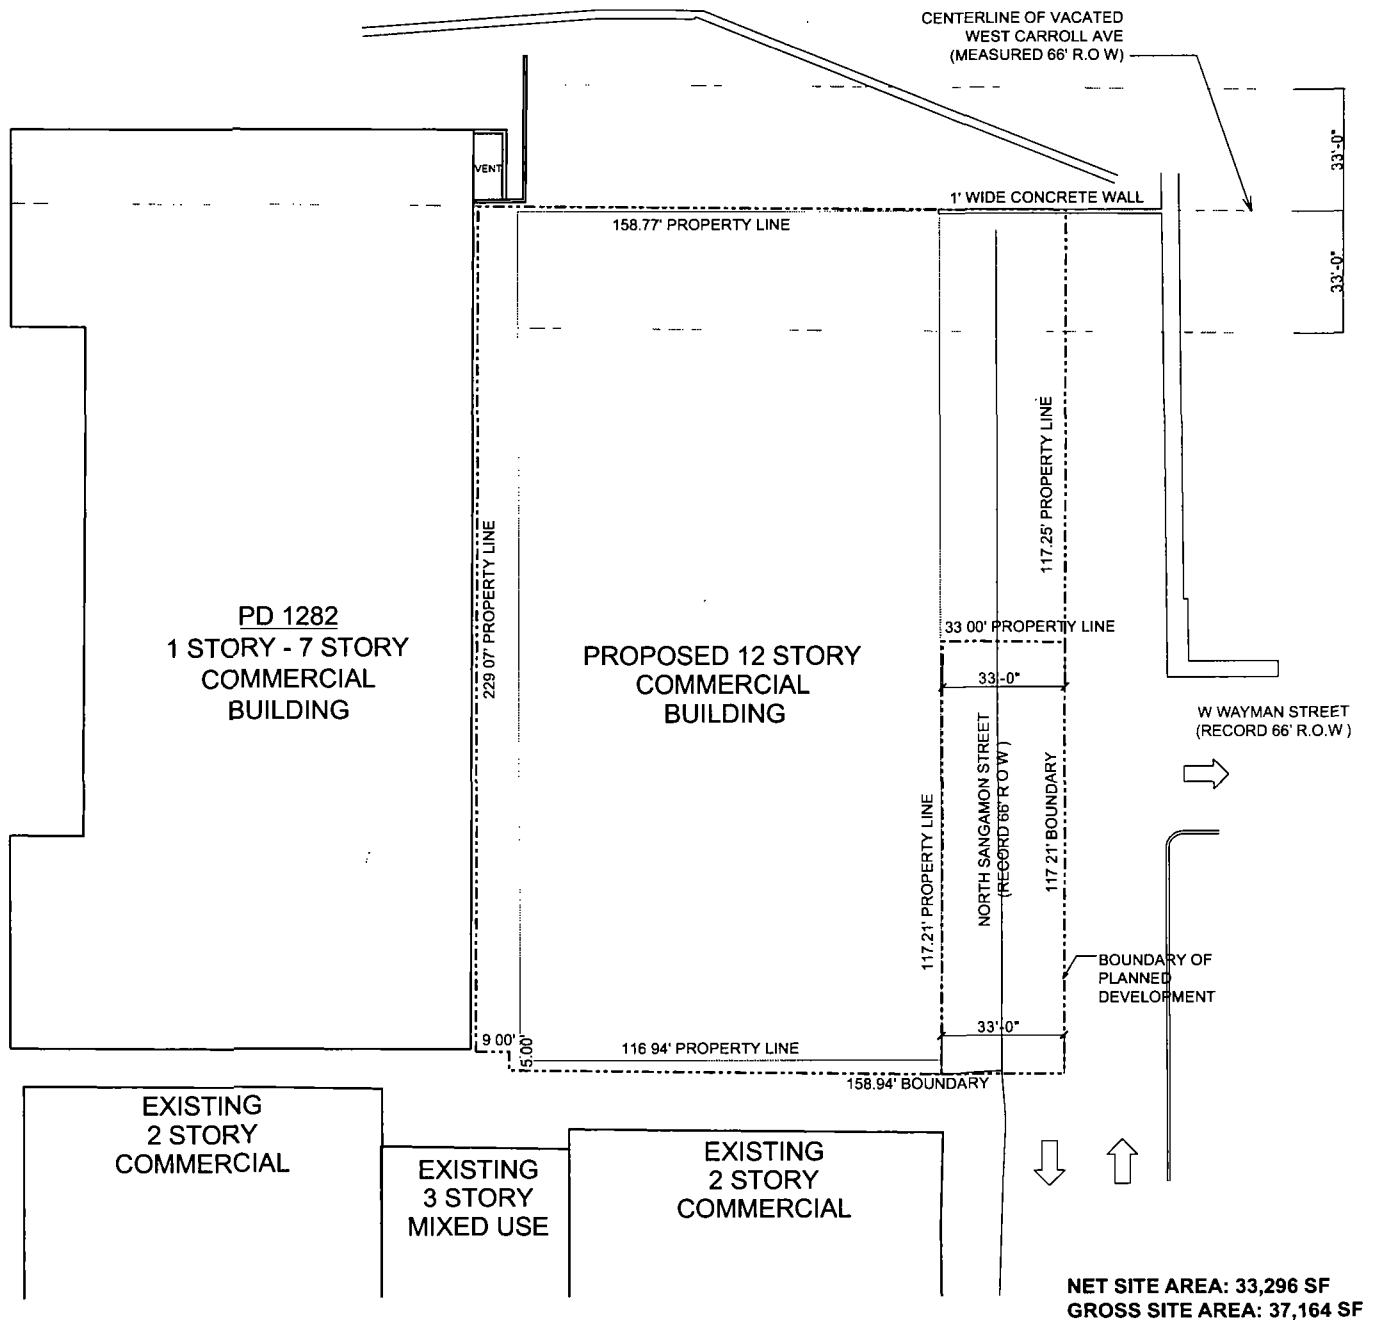 CENTERLINE OF VACATED
WEST CARROLL AVE
(MEASURED 66' R.O W)
33'-0"
VENT
1' WIDE CONCRETE WALL
158.77' PROPERTY LINE
33'-0"
117.25' PROPERTY LINE
229 07' PROPERTY LINE
PD 1282
1 STORY - 7 STORY
COMMERCIAL
BUILDING
PROPOSED 12 STORY
COMMERCIAL
BUILDING
33 00' PROPERTY LINE
33'-0"
W WAYMAN STREET
(RECORD 66' R.O.W )
NORTH SANGAMON STREET
(RECORD 66' R O W )
117.21' PROPERTY LINE
117 21' BOUNDARY
BOUNDARY OF
PLANNED
DEVELOPMENT
33'-0"
9 00'
5.00'
116 94' PROPERTY LINE
158.94' BOUNDARY
EXISTING
2 STORY
COMMERCIAL
EXISTING
3 STORY
MIXED USE
EXISTING
2 STORY
COMMERCIAL
NET SITE AREA: 33,296 SF
GROSS SITE AREA: 37,164 SF